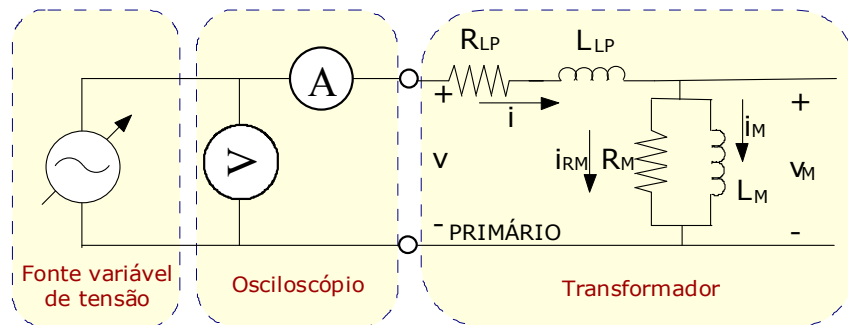 A
V
RLP
LLP
+
i
v
-
PRIMÁRIO
iRM
RM
iM
LM
+
vM
-
Fonte variável
de tensão
Osciloscópio
Transformador